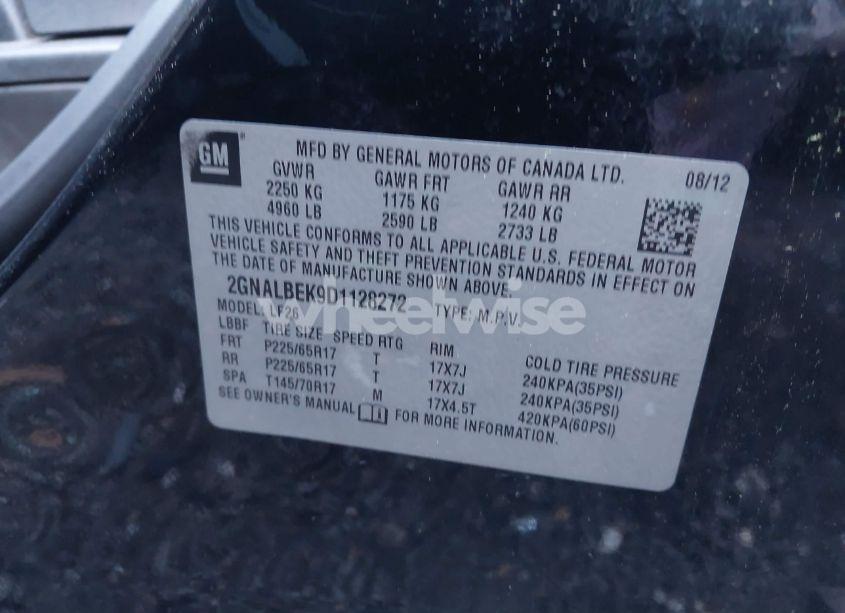 GM
MFD BY GENERAL MOTORS OF CANADA LTD. 08/12
GVWR GAWR FRT GAWR RR
2250 KG 1175 KG 1240 KG
4960 LB 2590 LB 2733 LB
THIS VEHICLE CONFORMS TO ALL APPLICABLE U.S. FEDERAL MOTOR
VEHICLE SAFETY AND THEFT PREVENTION STANDARDS IN EFFECT ON
THE DATE OF MANUFACTURE SHOWN ABOVE.
2GNALBEK9D1128272 TYPE: M.P.V.
MODEL: LF26
LBBF TIRE SIZE SPEED RTG RIM COLD TIRE PRESSURE
FRT P225/65R17 T 17X7J 240KPA(35PSI)
RR P225/65R17 T 17X7J 240KPA(35PSI)
SPA T145/70R17 M 17X4.5T 420KPA(60PSI)
SEE OWNER'S MANUAL FOR MORE INFORMATION.
wheelwise